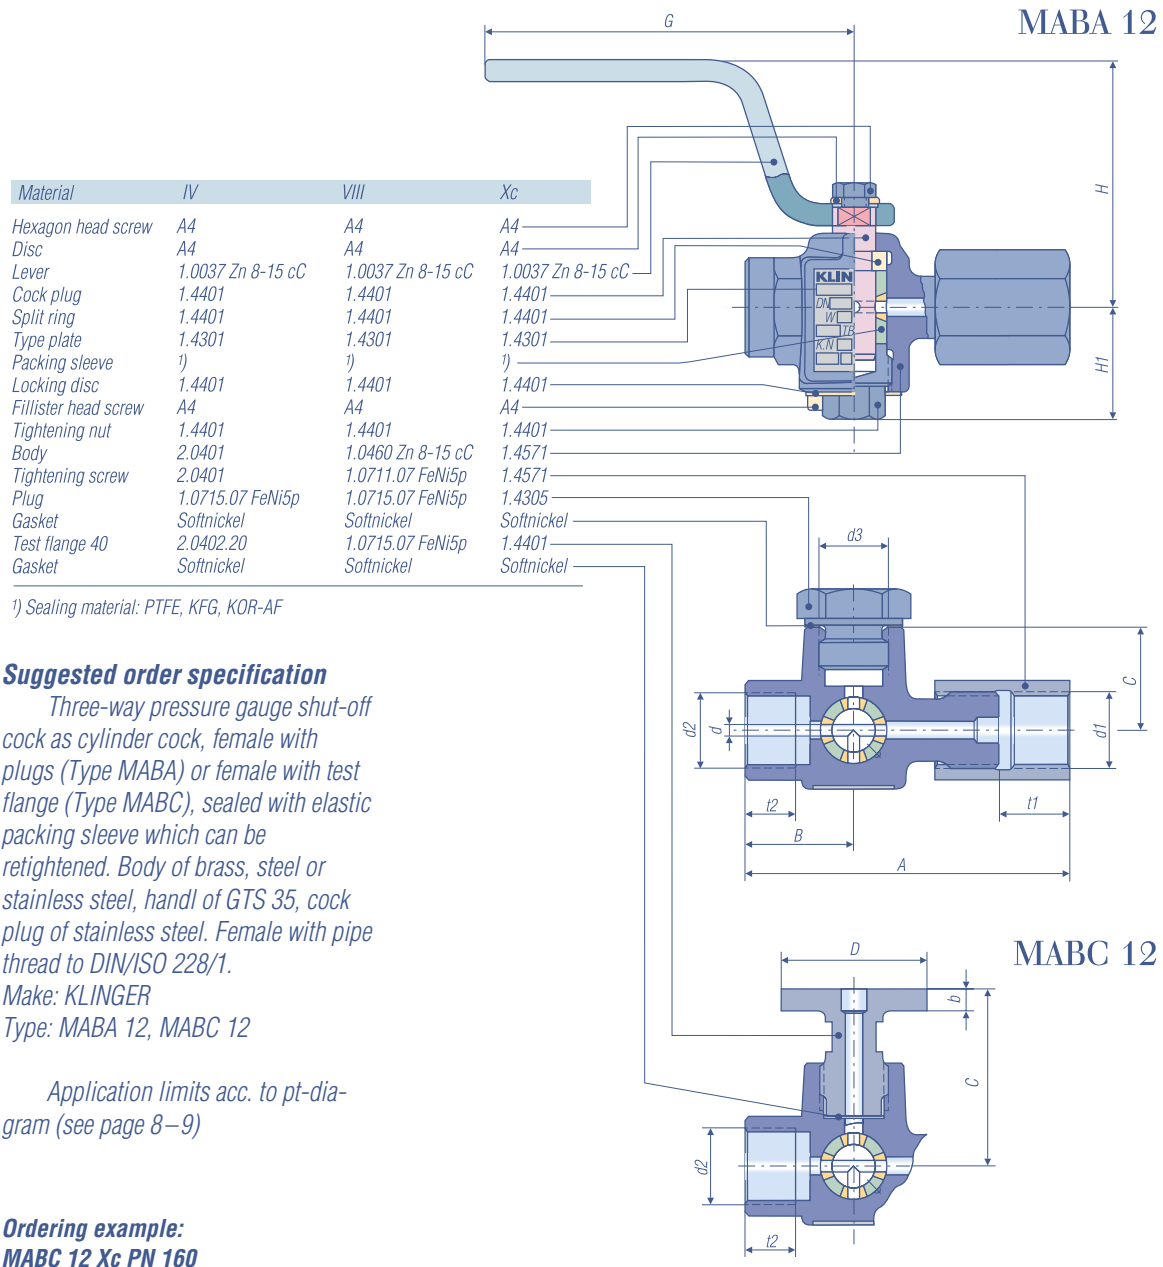 MABA 12
G
H
H1
Material IV VIII Xc
Hexagon head screw A4 A4 A4
Disc A4 A4 A4
Lever 1.0037 Zn 8-15 cC 1.0037 Zn 8-15 cC 1.0037 Zn 8-15 cC
Cock plug 1.4401 1.4401 1.4401
Split ring 1.4401 1.4401 1.4401
Type plate 1.4301 1.4301 1.4301
Packing sleeve ¹) ¹) ¹)
Locking disc 1.4401 1.4401 1.4401
Fillister head screw A4 A4 A4
Tightening nut 1.4401 1.4401 1.4401
Body 2.0401 1.0460 Zn 8-15 cC 1.4571
Tightening screw 2.0401 1.0711.07 FeNi5p 1.4571
Plug 1.0715.07 FeNi5p 1.0715.07 FeNi5p 1.4305
Gasket Softnickel Softnickel Softnickel
Test flange 40 2.0402.20 1.0715.07 FeNi5p 1.4401
Gasket Softnickel Softnickel Softnickel
¹) Sealing material: PTFE, KFG, KOR-AF
KLIN
DN
W
T.B
K.N
d3
C
d2
d
d1
t2
t1
B
A
Suggested order specification
Three-way pressure gauge shut-off
cock as cylinder cock, female with
plugs (Type MABA) or female with test
flange (Type MABC), sealed with elastic
packing sleeve which can be
retightened. Body of brass, steel or
stainless steel, handl of GTS 35, cock
plug of stainless steel. Female with pipe
thread to DIN/ISO 228/1.
Make: KLINGER
Type: MABA 12, MABC 12
Application limits acc. to pt-dia-
gram (see page 8–9)
Ordering example:
MABC 12 Xc PN 160
MABC 12
D
b
C
d2
t2